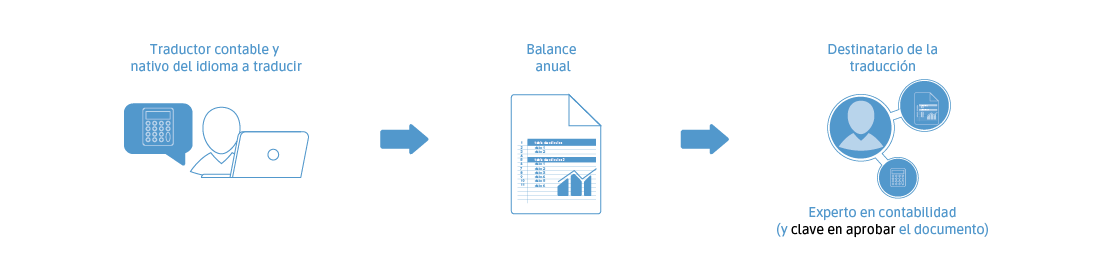 Traductor contable y
nativo del idioma a traducir
Balance
anual
Destinatario de la
traducción
Experto en contabilidad
(y clave en aprobar el documento)